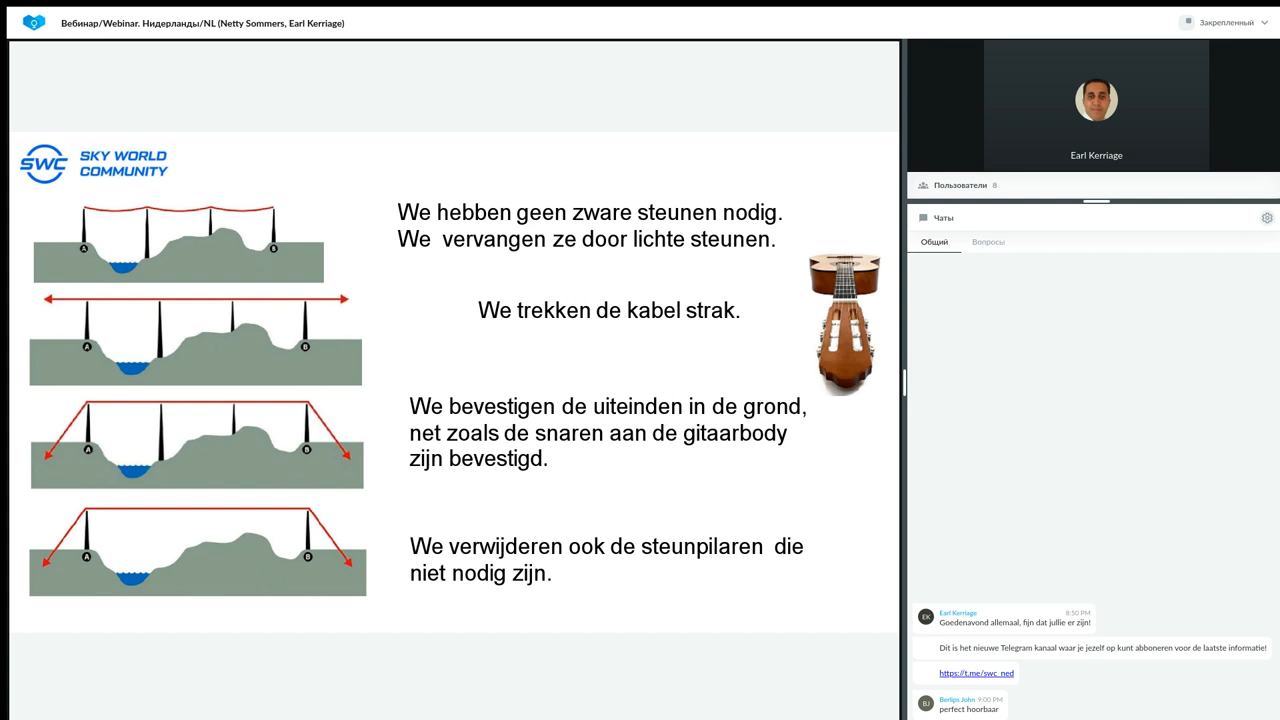 Вебинар/Webinar. Нидерланды/NL (Netty Sommers, Earl Kerriage)
Закрепленный
SWC
SKY WORLD
COMMUNITY
A
B
We hebben geen zware steunen nodig.
We vervangen ze door lichte steunen.
A
B
We trekken de kabel strak.
A
B
We bevestigen de uiteinden in de grond,
net zoals de snaren aan de gitaarbody
zijn bevestigd.
A
B
We verwijderen ook de steunpilaren die
niet nodig zijn.
Earl Kerriage
Пользователи 8
Чаты
Общий Вопросы
EK
Earl Kerriage 8:50 PM
Goedenavond allemaal, fijn dat jullie er zijn!
Dit is het nieuwe Telegram kanaal waar je jezelf op kunt abboneren voor de laatste informatie!
https://t.me/swc_ned
BJ
Berlips John 9:00 PM
perfect hoorbaar